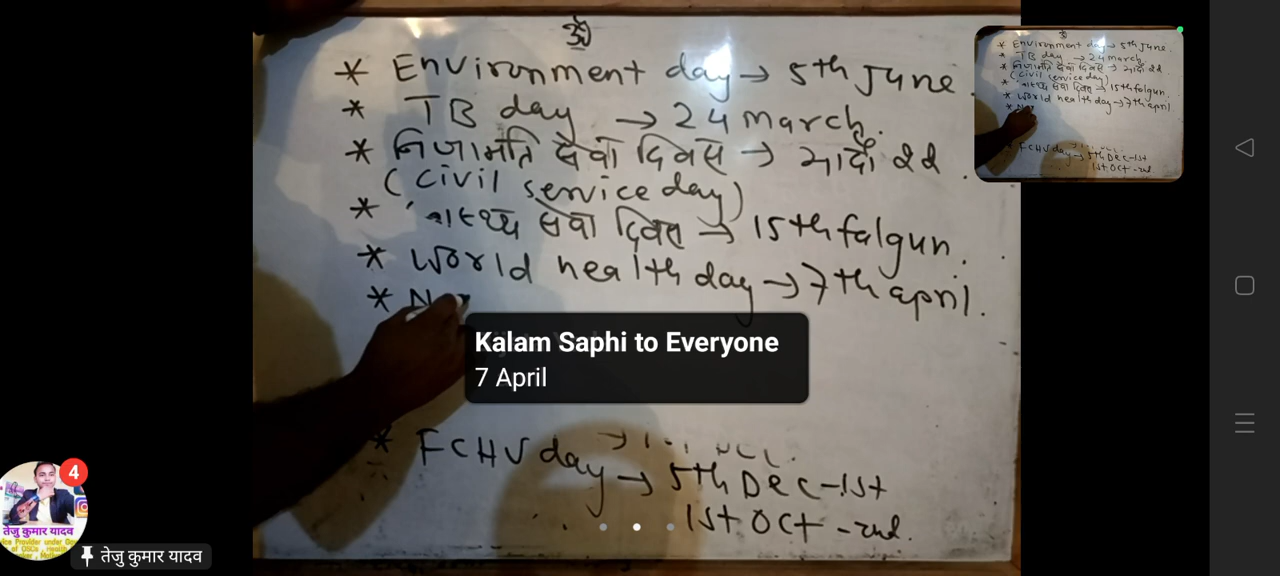 ॐ
* Environment day → 5th June.
* TB day → 24 march.
* निजामति सेवा दिवस → भादौ २२.
(civil service day)
* सेवा दिवस → 15th falgun.
* World health day → 7th april.
*
Kalam Saphi to Everyone
7 April
* FCHV day → 5th Dec-1st
1st Oct -
4
तेजु कुमार यादव
तेजु कुमार यादव